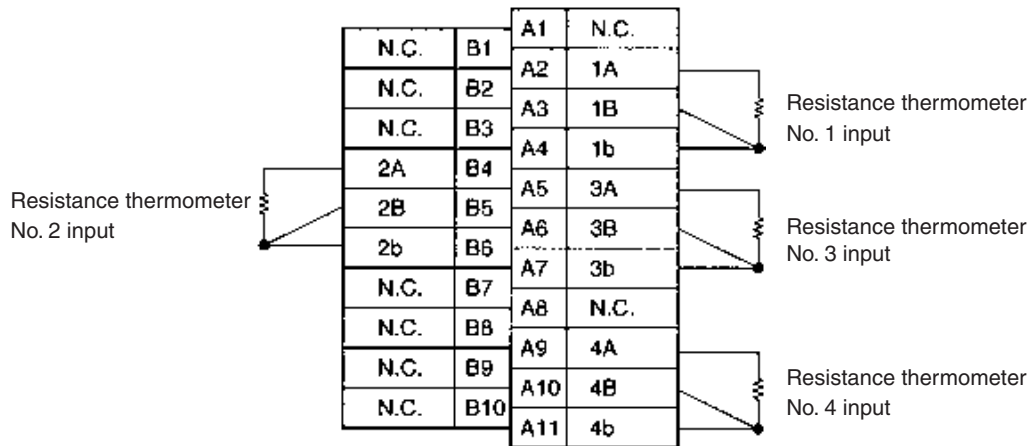 A1 N.C.
N.C. B1
A2 1A
N.C. B2
A3 1B
Resistance thermometer
No. 1 input
N.C. B3
A4 1b
2A B4
A5 3A
Resistance thermometer
No. 2 input
2B B5
A6 3B
Resistance thermometer
No. 3 input
2b B6
A7 3b
N.C. B7
A8 N.C.
N.C. B8
A9 4A
N.C. B9
A10 4B
Resistance thermometer
No. 4 input
N.C. B10
A11 4b